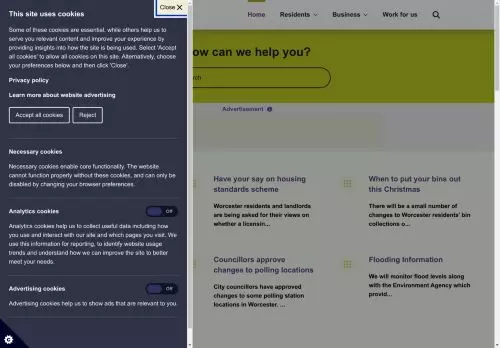 Close
This site uses cookies
Some of these cookies are essential, while others help us to
serve you relevant content and improve your experience by
providing insights into how the site is being used. Select 'Accept
all cookies' to allow all cookies on this site. Alternatively, choose
your preferences below and then click 'Close'.
Privacy policy
Learn more about website advertising
Accept all cookies
Reject
Necessary cookies
Necessary cookies enable core functionality. The website
cannot function properly without these cookies, and can only be
disabled by changing your browser preferences.
Analytics cookies
Off
Analytics cookies help us to collect useful data including how
you use and interact with our site and which pages you visit. We
use this information for reporting, to identify website usage
trends and understand how we can improve the site to better
meet your needs.
Advertising cookies
Off
Advertising cookies help us to show ads that are relevant to you.
Home
Residents
Business
Work for us
ow can we help you?
rch
Advertisement
Have your say on housing
standards scheme
Worcester residents and landlords
are being asked for their views on
whether a licensin...
When to put your bins out
this Christmas
There will be a small number of
changes to Worcester residents' bin
collections o...
Councillors approve
changes to polling locations
City councillors have approved
changes to some polling station
locations in Worcester. ...
Flooding Information
We will monitor flood levels along
with the Environment Agency which
provid...